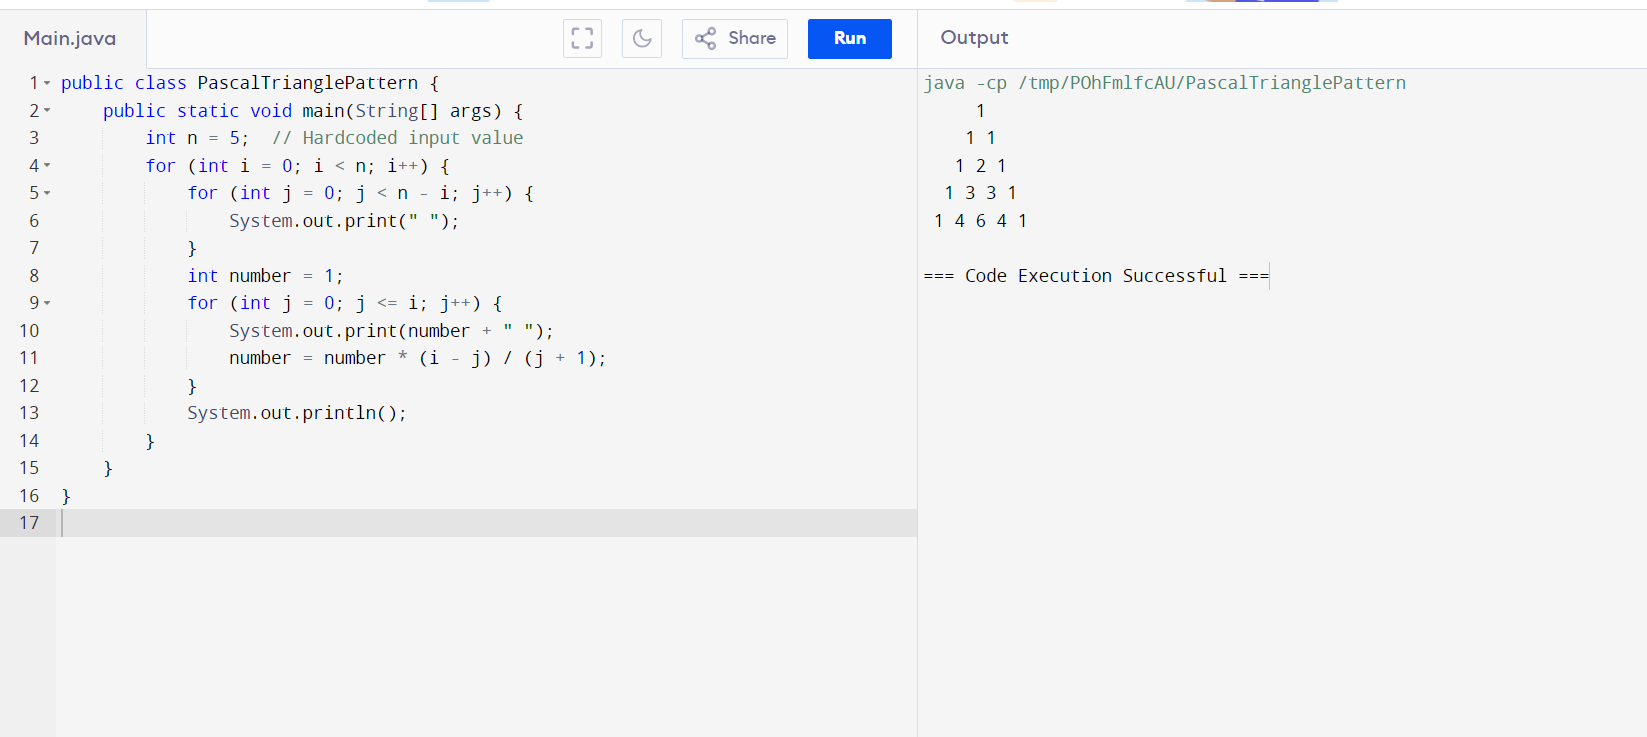 Main.java
Share
Run
Output
1 public class PascalTrianglePattern {
2     public static void main(String[] args) {
3         int n = 5;  // Hardcoded input value
4         for (int i = 0; i < n; i++) {
5             for (int j = 0; j < n - i; j++) {
6                 System.out.print(" ");
7             }
8             int number = 1;
9             for (int j = 0; j <= i; j++) {
10                 System.out.print(number + " ");
11                 number = number * (i - j) / (j + 1);
12             }
13             System.out.println();
14         }
15     }
16 }
17
java -cp /tmp/POhFmlfcAU/PascalTrianglePattern
     1
    1 1
   1 2 1
  1 3 3 1
 1 4 6 4 1
=== Code Execution Successful ===